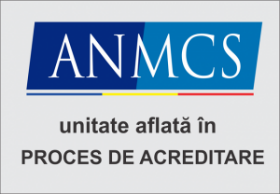 ANMCS
unitate aflată în
PROCES DE ACREDITARE